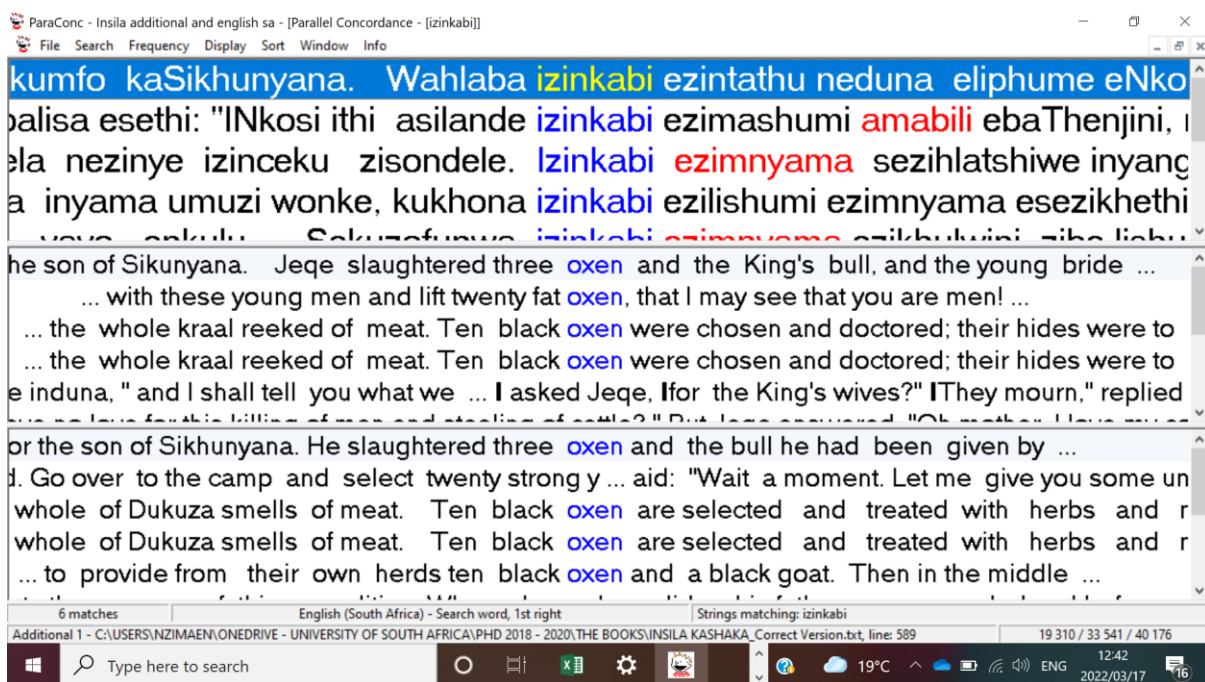 ParaConc - Insila additional and english sa - [Parallel Concordance - [izinkabi]]
File Search Frequency Display Sort Window Info
kumfo kaSikhunyana. Wahlaba izinkabi ezintathu neduna eliphume eNko
balisa esethi: "INkosi ithi asilande izinkabi ezimashumi amabili ebaThenjini,
ela nezinye izinceku zisondele. Izinkabi ezimnyama sezihlatshiwe inyang
a inyama umuzi wonke, kukhona izinkabi ezilishumi ezimnyama esezikhethi
izinkabi ezimnyama
he son of Sikunyana. Jeqe slaughtered three oxen and the King's bull, and the young bride ...
... with these young men and lift twenty fat oxen, that I may see that you are men! ...
... the whole kraal reeked of meat. Ten black oxen were chosen and doctored; their hides were to
... the whole kraal reeked of meat. Ten black oxen were chosen and doctored; their hides were to
e induna, " and I shall tell you what we ... I asked Jeqe, Ifor the King's wives?" IThey mourn," replied
or the son of Sikhunyana. He slaughtered three oxen and the bull he had been given by ...
d. Go over to the camp and select twenty strong y ... aid: "Wait a moment. Let me give you some un
whole of Dukuza smells of meat. Ten black oxen are selected and treated with herbs and r
whole of Dukuza smells of meat. Ten black oxen are selected and treated with herbs and r
... to provide from their own herds ten black oxen and a black goat. Then in the middle ...
6 matches English (South Africa) - Search word, 1st right Strings matching: izinkabi
Additional 1 - C:\USERS\NZIMAEN\ONEDRIVE - UNIVERSITY OF SOUTH AFRICA\PHD 2018 - 2020\THE BOOKS\INSILA KASHAKA_Correct Version.txt, line: 589 19 310 / 33 541 / 40 176
Type here to search 19°C ENG 12:42
2022/03/17 16